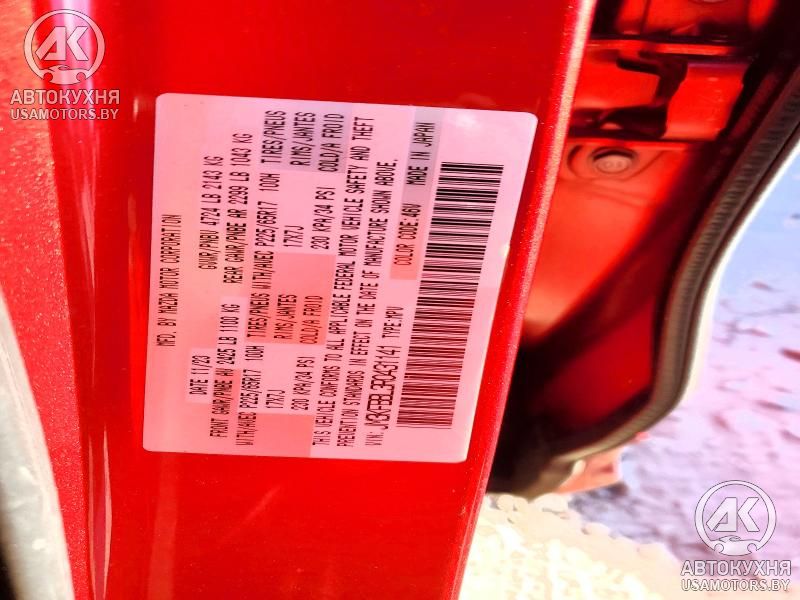 АК
АВТОКУХНЯ
USAMOTORS.BY
MFD. BY MAZDA MOTOR CORPORATION
DATE 11/23 GVWR/PNBV 4724 LB 2143 KG
FRONT GAWR/PNBE AV 2425 LB 1100 KG REAR GAWR/PNBE AR 2299 LB 1043 KG
WITH/AVEC P225/65R17 100H TIRES/PNEUS WITH/AVEC P225/65R17 100H TIRES/PNEUS
17X7J RIMS/JANTES 17X7J RIMS/JANTES
230 KPA/34 PSI COLD/A FROID 230 KPA/34 PSI COLD/A FROID
THIS VEHICLE CONFORMS TO ALL APPLICABLE FEDERAL MOTOR VEHICLE SAFETY AND THEFT
PREVENTION STANDARDS IN EFFECT ON THE DATE OF MANUFACTURE SHOWN ABOVE.
VIN: JM3KFBBL3R0431141 TYPE:MPV
COLOR CODE:46V MADE IN JAPAN
АК
АВТОКУХНЯ
USAMOTORS.BY